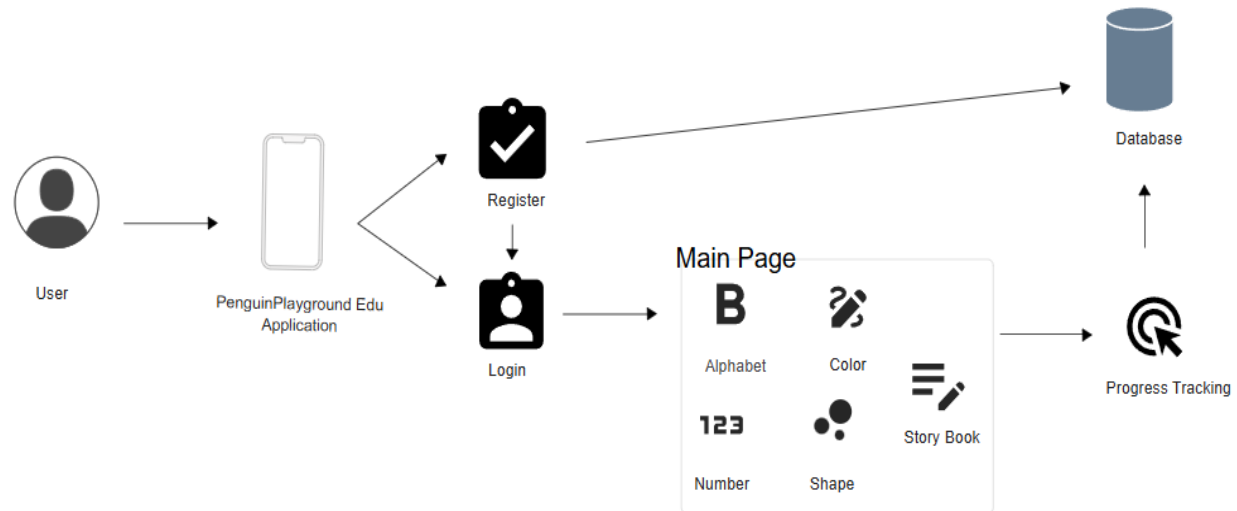 Database
Register
Main Page
User
PenguinPlayground Edu
Application
Login
B
Alphabet
Color
Progress Tracking
123
Story Book
Number
Shape